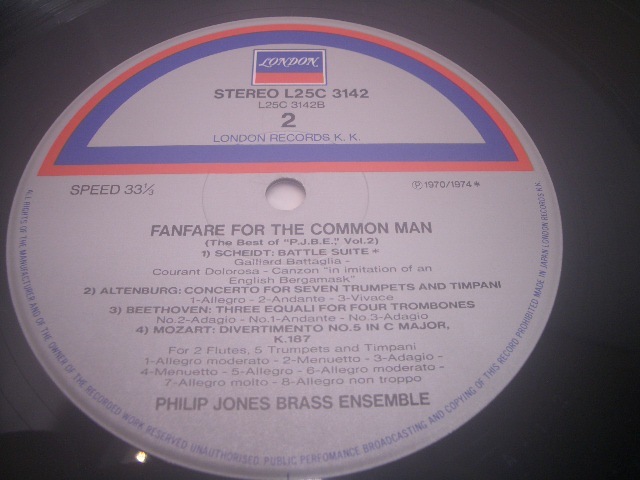 LONDON
STEREO L25C 3142
L25C 3142B
2
LONDON RECORDS K. K.
SPEED 33⅓
Ⓟ 1970/1974 *
FANFARE FOR THE COMMON MAN
(The Best of "P.J.B.E.," Vol.2)
1) SCHEIDT: BATTLE SUITE *
Galliard Battaglia -
Courant Dolorosa - Canzon "in imitation of an
English Bergamask"
2) ALTENBURG: CONCERTO FOR SEVEN TRUMPETS AND TIMPANI
1-Allegro - 2-Andante - 3-Vivace
3) BEETHOVEN: THREE EQUALI FOR FOUR TROMBONES
No.2-Adagio - No.1-Andante - No.3-Adagio
4) MOZART: DIVERTIMENTO NO.5 IN C MAJOR,
K.187
For 2 Flutes, 5 Trumpets and Timpani
1-Allegro moderato - 2-Menuetto - 3-Adagio -
4-Menuetto - 5-Allegro - 6-Allegro moderato -
7-Allegro molto - 8-Allegro non troppo
PHILIP JONES BRASS ENSEMBLE
ALL RIGHTS OF THE MANUFACTURER AND OF THE OWNER OF THE RECORDED WORK RESERVED UNAUTHORISED PUBLIC PERFOMANCE BROADCASTING AND COPYING OF THIS RECORD PROHIBITED MADE IN JAPAN LONDON RECORDS K.K.